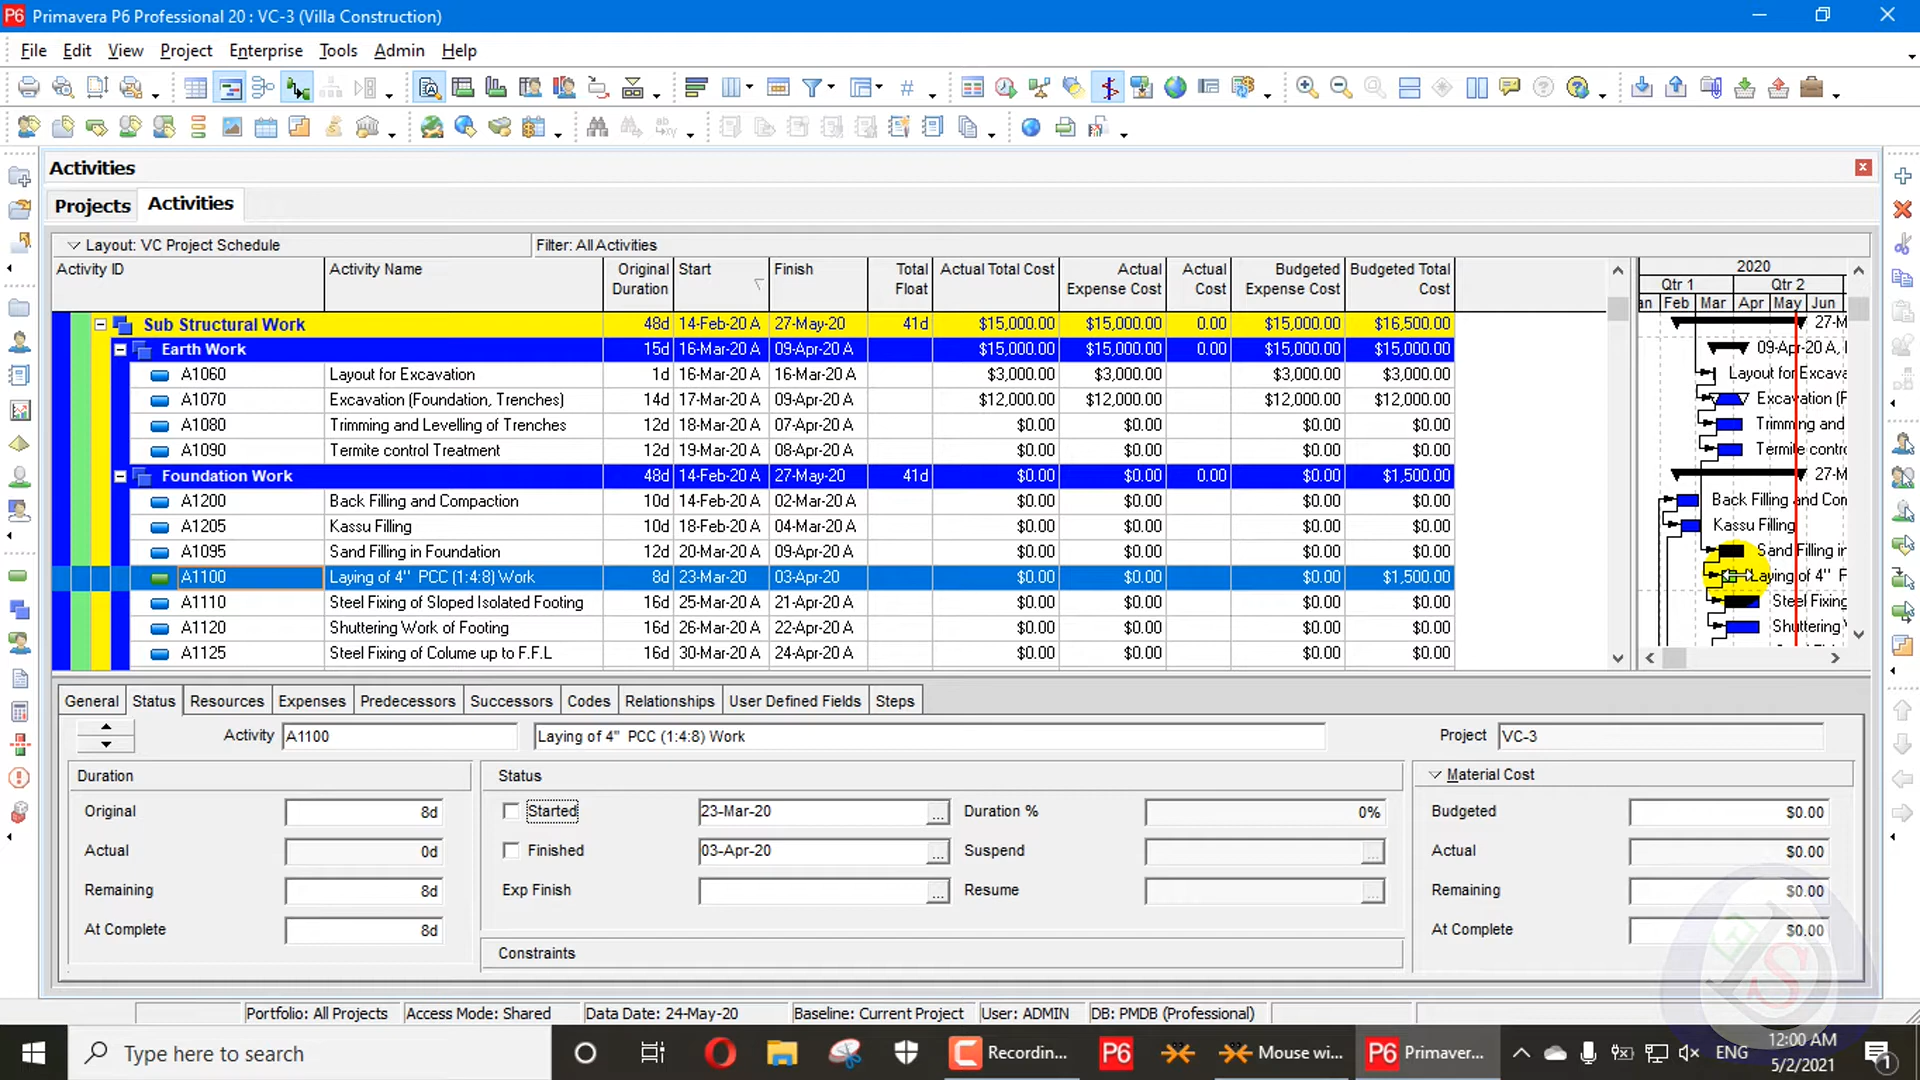 P6 Primavera P6 Professional 20 : VC-3 (Villa Construction)
File Edit View Project Enterprise Tools Admin Help
Activities
Projects Activities
Layout: VC Project Schedule Filter: All Activities
Activity ID Activity Name Original Duration Start Finish Total Float Actual Total Cost Actual Expense Cost Actual Cost Budgeted Expense Cost Budgeted Total Cost
2020
Qtr 1 Qtr 2
an Feb Mar Apr May Jun
Sub Structural Work 48d 14-Feb-20 A 27-May-20 41d $15,000.00 $15,000.00 0.00 $15,000.00 $16,500.00 27-M
Earth Work 15d 16-Mar-20 A 09-Apr-20 A $15,000.00 $15,000.00 0.00 $15,000.00 $15,000.00 09-Apr-20 A,
A1060 Layout for Excavation 1d 16-Mar-20 A 16-Mar-20 A $3,000.00 $3,000.00 $3,000.00 $3,000.00 Layout for Excava
A1070 Excavation (Foundation, Trenches) 14d 17-Mar-20 A 09-Apr-20 A $12,000.00 $12,000.00 $12,000.00 $12,000.00 Excavation (F
A1080 Trimming and Levelling of Trenches 12d 18-Mar-20 A 07-Apr-20 A $0.00 $0.00 $0.00 $0.00 Trimming and
A1090 Termite control Treatment 12d 19-Mar-20 A 08-Apr-20 A $0.00 $0.00 $0.00 $0.00 Termite contro
Foundation Work 48d 14-Feb-20 A 27-May-20 41d $0.00 $0.00 0.00 $0.00 $1,500.00 27-M
A1200 Back Filling and Compaction 10d 14-Feb-20 A 02-Mar-20 A $0.00 $0.00 $0.00 $0.00 Back Filling and Con
A1205 Kassu Filling 10d 18-Feb-20 A 04-Mar-20 A $0.00 $0.00 $0.00 $0.00 Kassu Filling
A1095 Sand Filling in Foundation 12d 20-Mar-20 A 09-Apr-20 A $0.00 $0.00 $0.00 $0.00 Sand Filling in
A1100 Laying of 4" PCC (1:4:8) Work 8d 23-Mar-20 03-Apr-20 $0.00 $0.00 $0.00 $1,500.00 Laying of 4" F
A1110 Steel Fixing of Sloped Isolated Footing 16d 25-Mar-20 A 21-Apr-20 A $0.00 $0.00 $0.00 $0.00 Steel Fixing
A1120 Shuttering Work of Footing 16d 26-Mar-20 A 22-Apr-20 A $0.00 $0.00 $0.00 $0.00 Shuttering
A1125 Steel Fixing of Colume up to F.F.L 16d 30-Mar-20 A 24-Apr-20 A $0.00 $0.00 $0.00 $0.00
General Status Resources Expenses Predecessors Successors Codes Relationships User Defined Fields Steps
Activity A1100 Laying of 4" PCC (1:4:8) Work Project VC-3
Duration Status Material Cost
Original 8d Started 23-Mar-20 ... Duration % 0% Budgeted $0.00
Actual 0d Finished 03-Apr-20 ... Suspend ... Actual $0.00
Remaining 8d Exp Finish ... Resume ... Remaining $0.00
At Complete 8d At Complete $0.00
Constraints
Portfolio: All Projects Access Mode: Shared Data Date: 24-May-20 Baseline: Current Project User: ADMIN DB: PMDB (Professional)
Type here to search Recordin... P6 Mouse wi... P6 Primaver... ENG 12:00 AM
5/2/2021 1